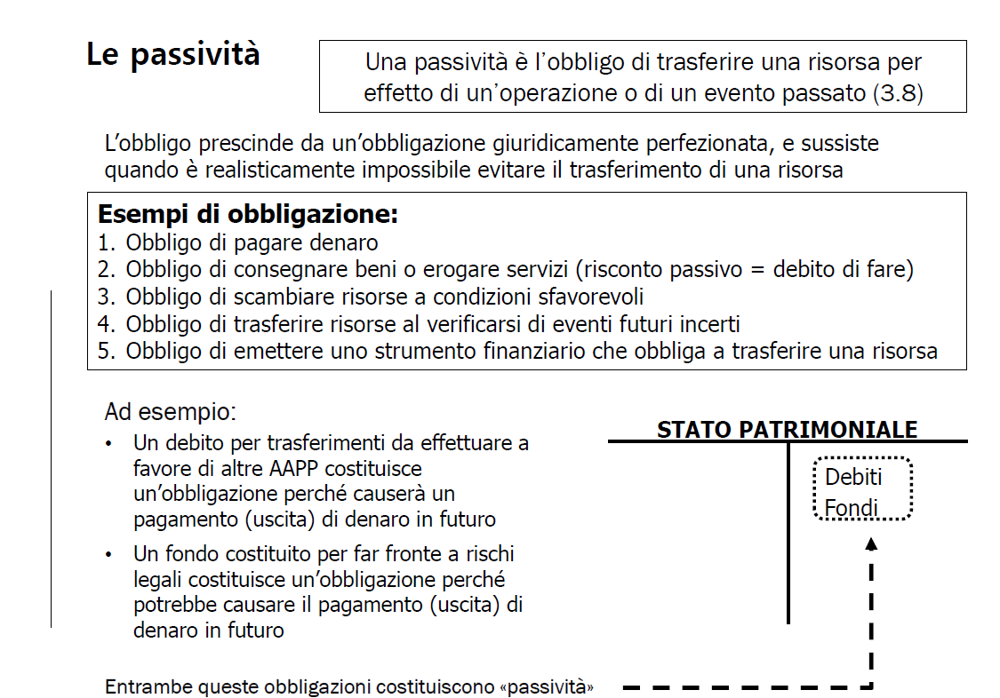 Le passività
Una passività è l’obbligo di trasferire una risorsa per
effetto di un’operazione o di un evento passato (3.8)
L’obbligo prescinde da un’obbligazione giuridicamente perfezionata, e sussiste
quando è realisticamente impossibile evitare il trasferimento di una risorsa
Esempi di obbligazione:
1. Obbligo di pagare denaro
2. Obbligo di consegnare beni o erogare servizi (risconto passivo = debito di fare)
3. Obbligo di scambiare risorse a condizioni sfavorevoli
4. Obbligo di trasferire risorse al verificarsi di eventi futuri incerti
5. Obbligo di emettere uno strumento finanziario che obbliga a trasferire una risorsa
Ad esempio:
• Un debito per trasferimenti da effettuare a
favore di altre AAPP costituisce
un’obbligazione perché causerà un
pagamento (uscita) di denaro in futuro
• Un fondo costituito per far fronte a rischi
legali costituisce un’obbligazione perché
potrebbe causare il pagamento (uscita) di
denaro in futuro
STATO PATRIMONIALE
Debiti
Fondi
Entrambe queste obbligazioni costituiscono «passività»